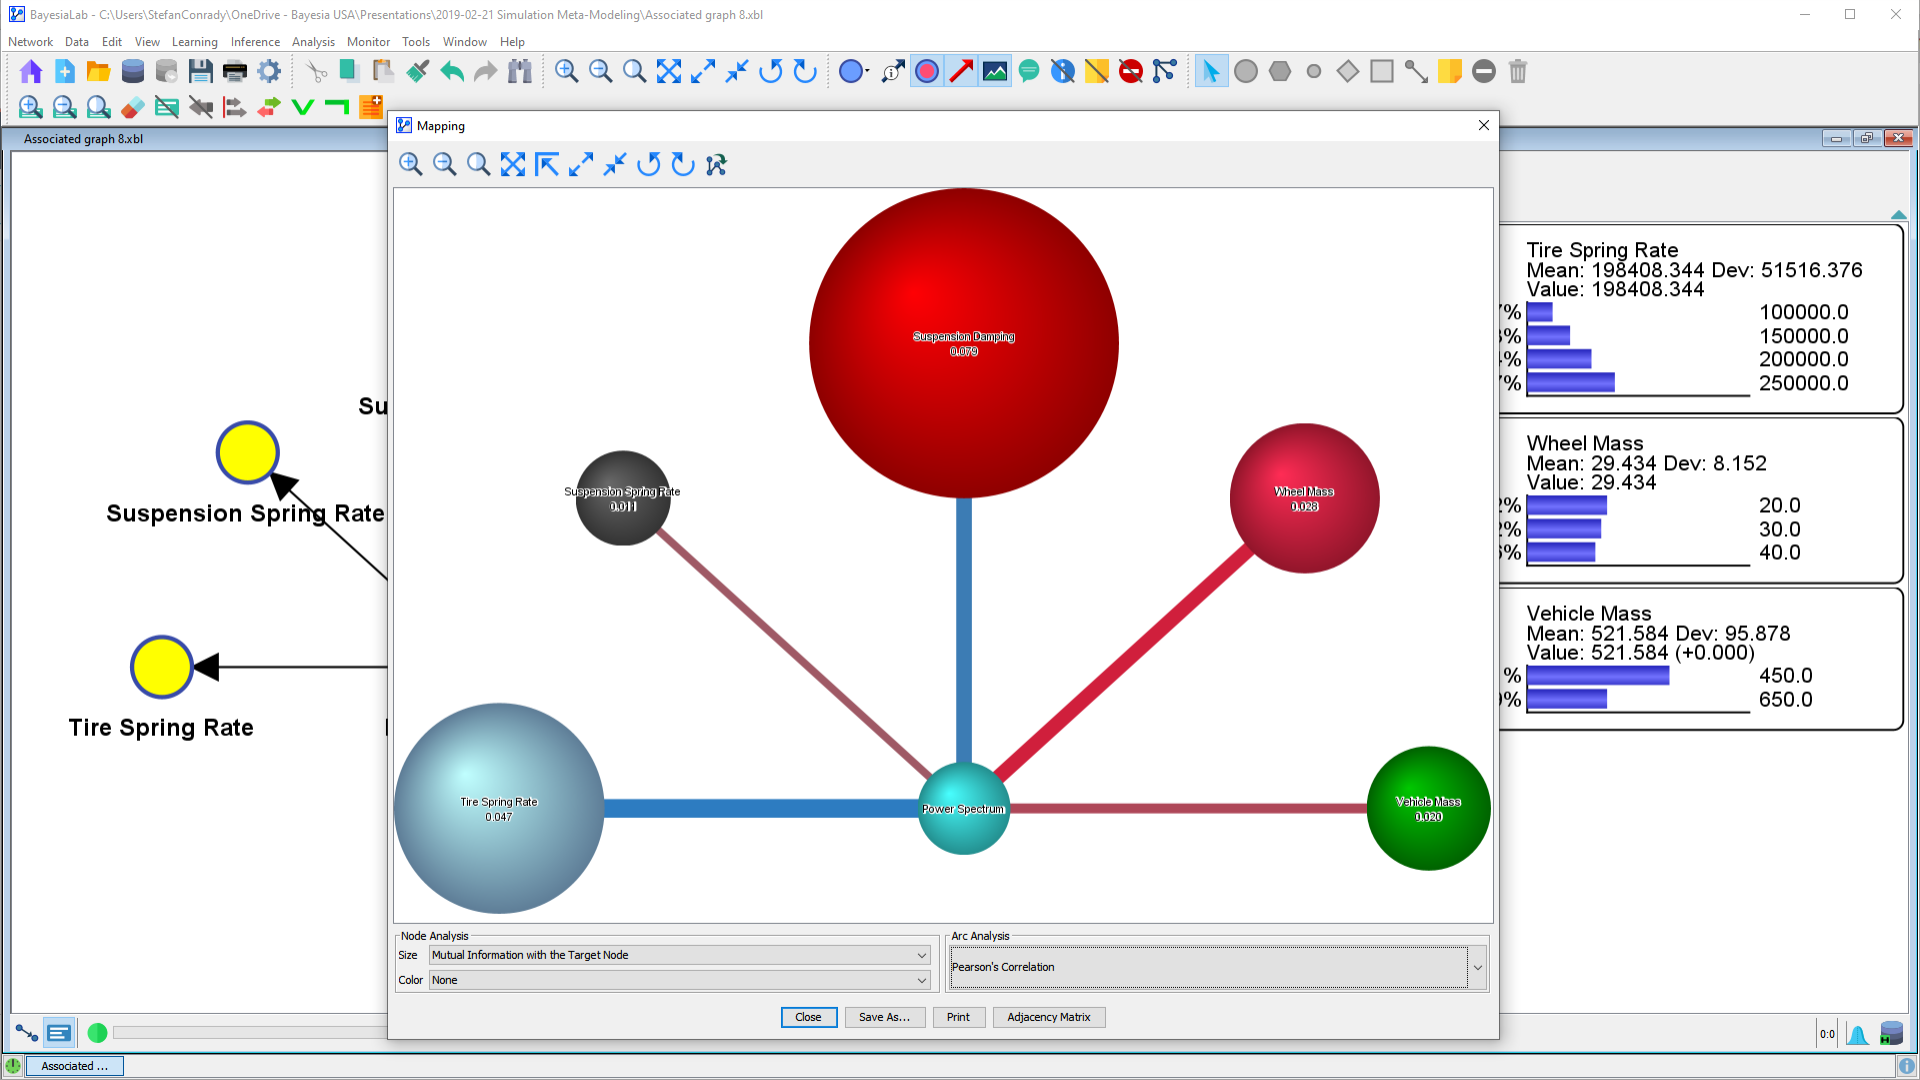 BayesiaLab - C:\Users\StefanConrady\OneDrive - Bayesia USA\Presentations\2019-02-21 Simulation Meta-Modeling\Associated graph 8.xbl
Network Data Edit View Learning Inference Analysis Monitor Tools Window Help
Associated graph 8.xbl
Mapping
Suspension Damping
0.079
Suspension Spring Rate
0.011
Wheel Mass
0.028
Tire Spring Rate
0.047
Power Spectrum
Vehicle Mass
0.020
Su
Suspension Spring Rate
Tire Spring Rate
Tire Spring Rate
Mean: 198408.344 Dev: 51516.376
Value: 198408.344
% 100000.0
% 150000.0
% 200000.0
% 250000.0
Wheel Mass
Mean: 29.434 Dev: 8.152
Value: 29.434
% 20.0
% 30.0
% 40.0
Vehicle Mass
Mean: 521.584 Dev: 95.878
Value: 521.584 (+0.000)
% 450.0
% 650.0
Node Analysis
Size Mutual Information with the Target Node
Color None
Arc Analysis
Pearson's Correlation
Close Save As... Print Adjacency Matrix
0:0
Associated ...